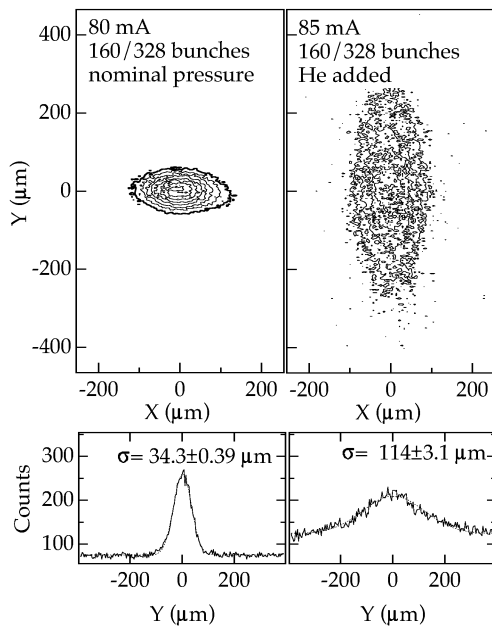 80 mA
160/328 bunches
nominal pressure
85 mA
160/328 bunches
He added
400
200
0
-200
-400
Y (μm)
-200 0 200
X (μm)
-200 0 200
X (μm)
σ= 34.3±0.39 μm
σ= 114±3.1 μm
300
200
100
Counts
-200 0 200
Y (μm)
-200 0 200
Y (μm)